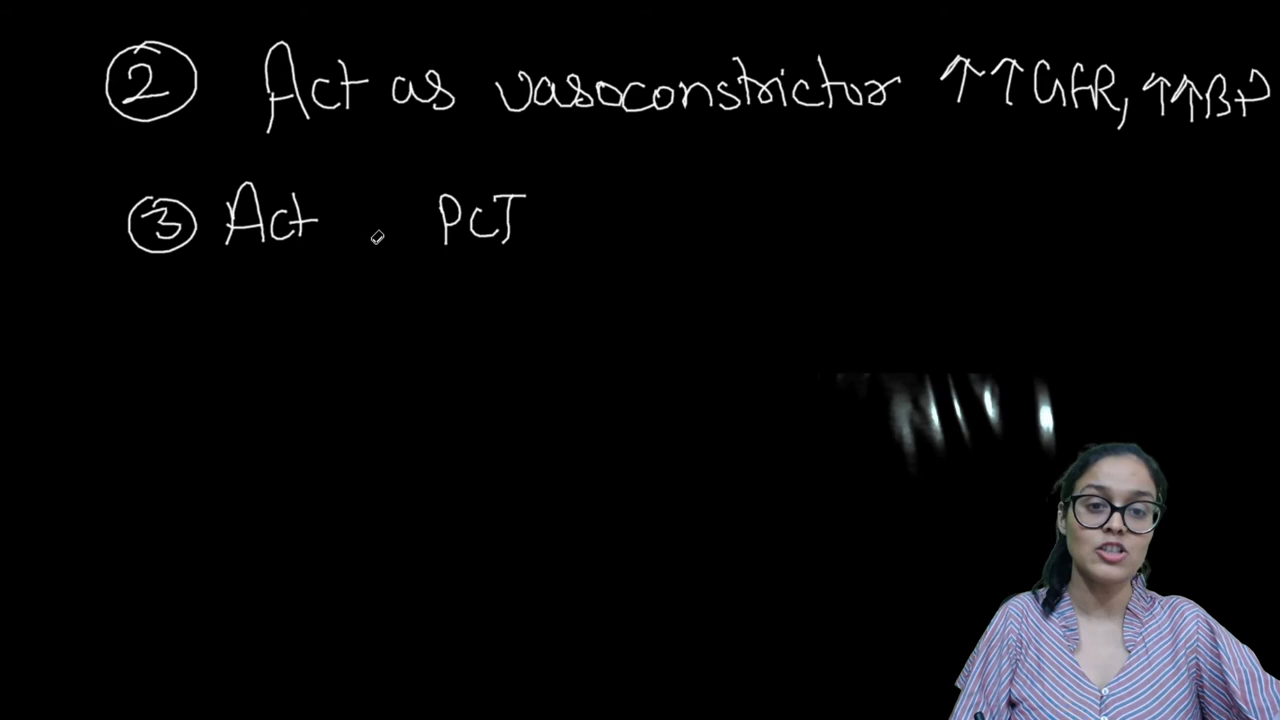 ② Act as vasoconstrictor ↑↑ GFR, ↑↑ BP
③ Act . PCT